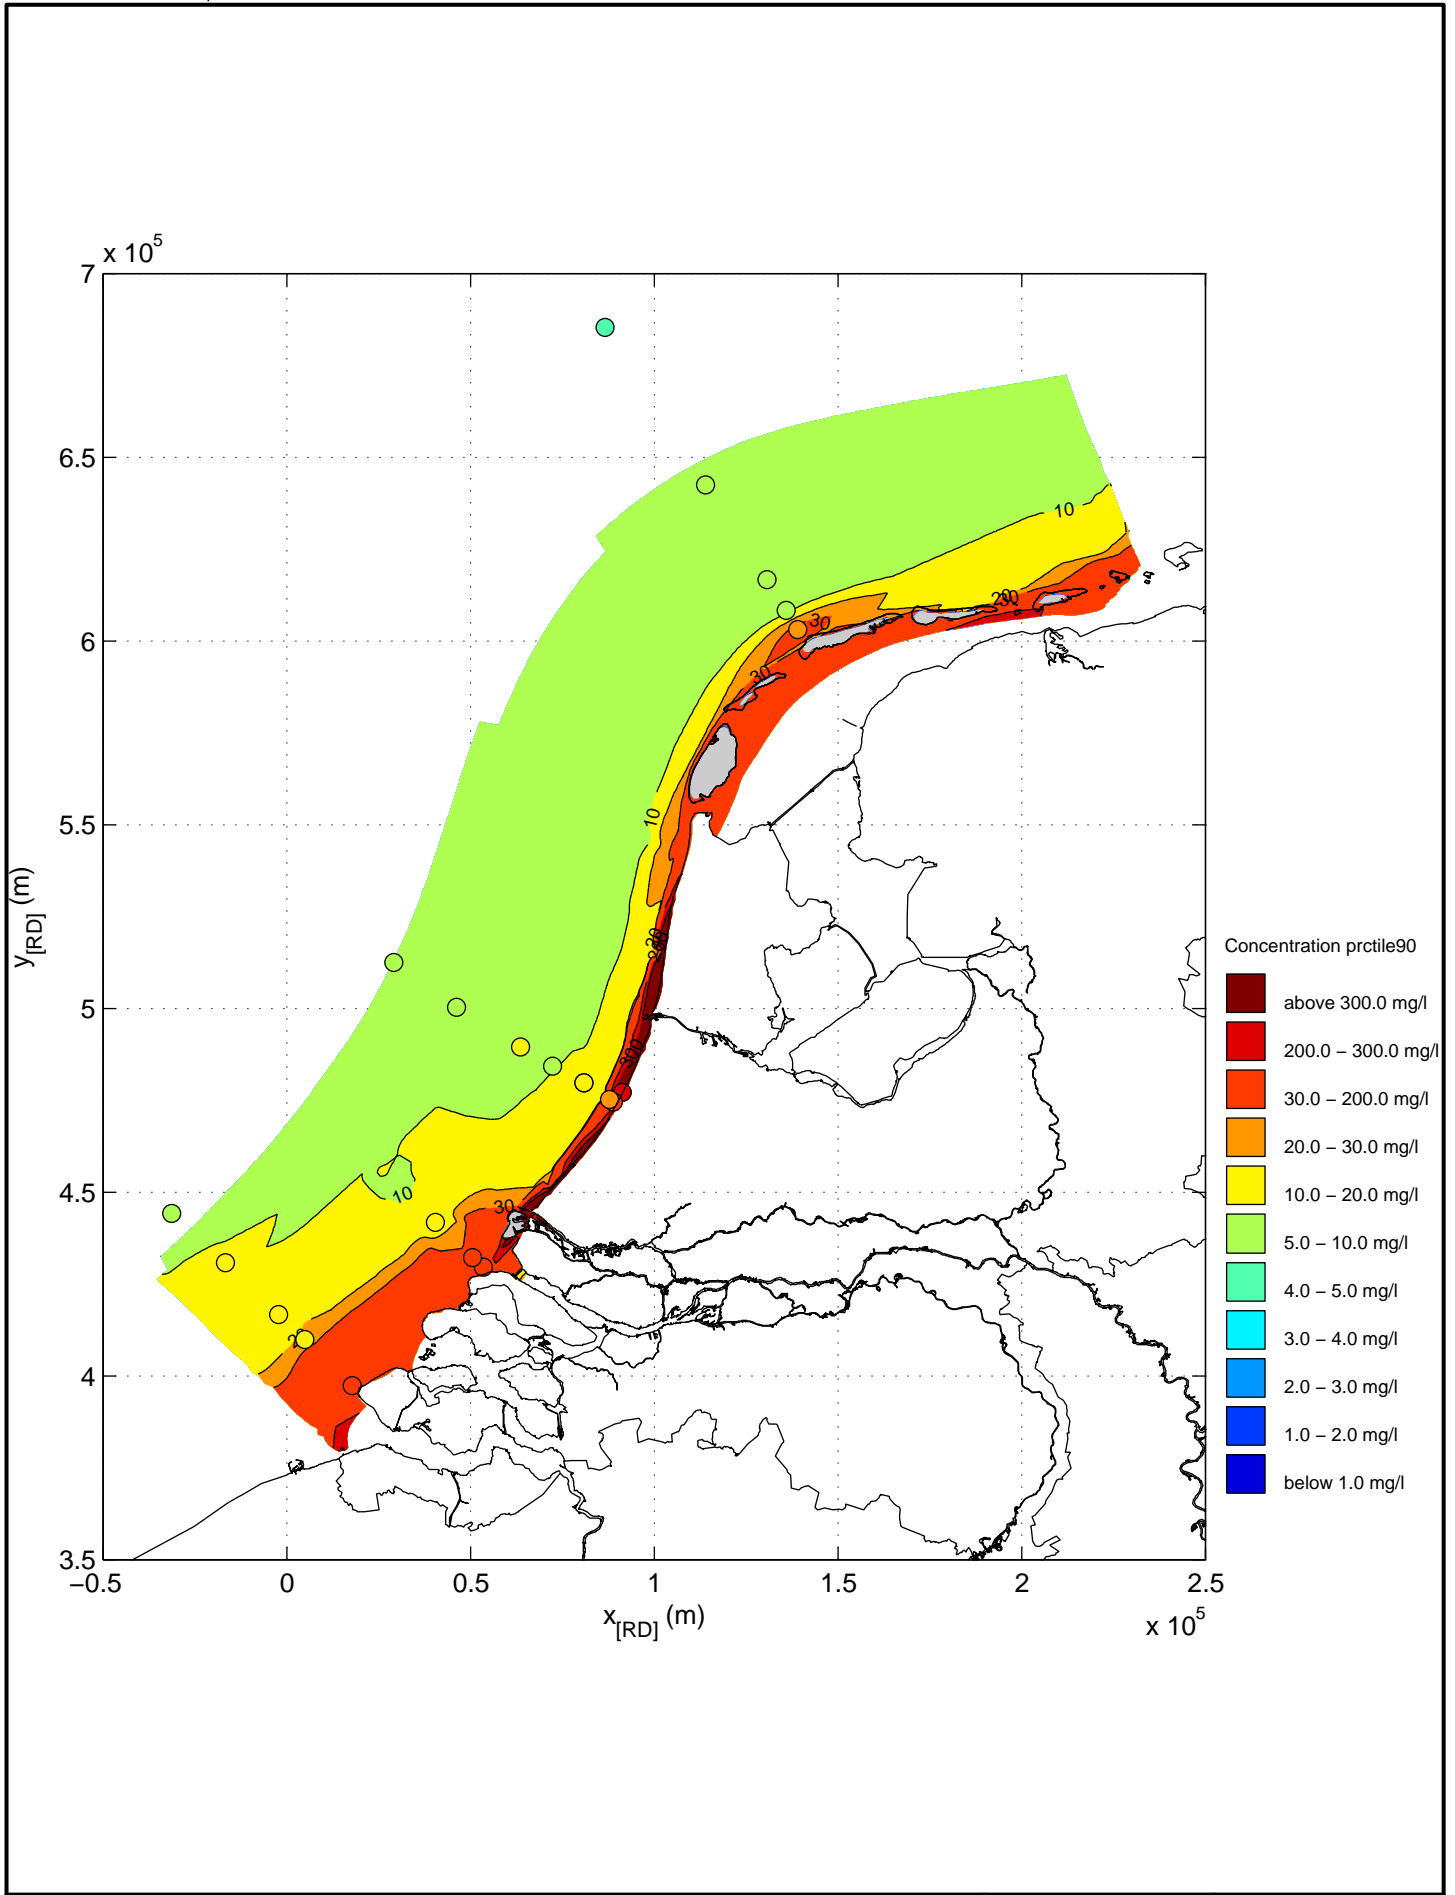 x 10^5
7
6.5
6
5.5
5
4.5
4
3.5
−0.5
0
0.5
1
1.5
2
2.5
x 10^5
x[RD] (m)
y[RD] (m)
10
30
30
30
10
300
10
30
Concentration prctile90
above 300.0 mg/l
200.0 − 300.0 mg/l
30.0 − 200.0 mg/l
20.0 − 30.0 mg/l
10.0 − 20.0 mg/l
5.0 − 10.0 mg/l
4.0 − 5.0 mg/l
3.0 − 4.0 mg/l
2.0 − 3.0 mg/l
1.0 − 2.0 mg/l
below 1.0 mg/l